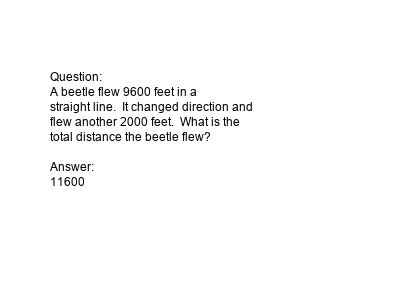 Question:
A beetle flew 9600 feet in a
straight line.  It changed direction and
flew another 2000 feet.  What is the
total distance the beetle flew?

Answer:
11600